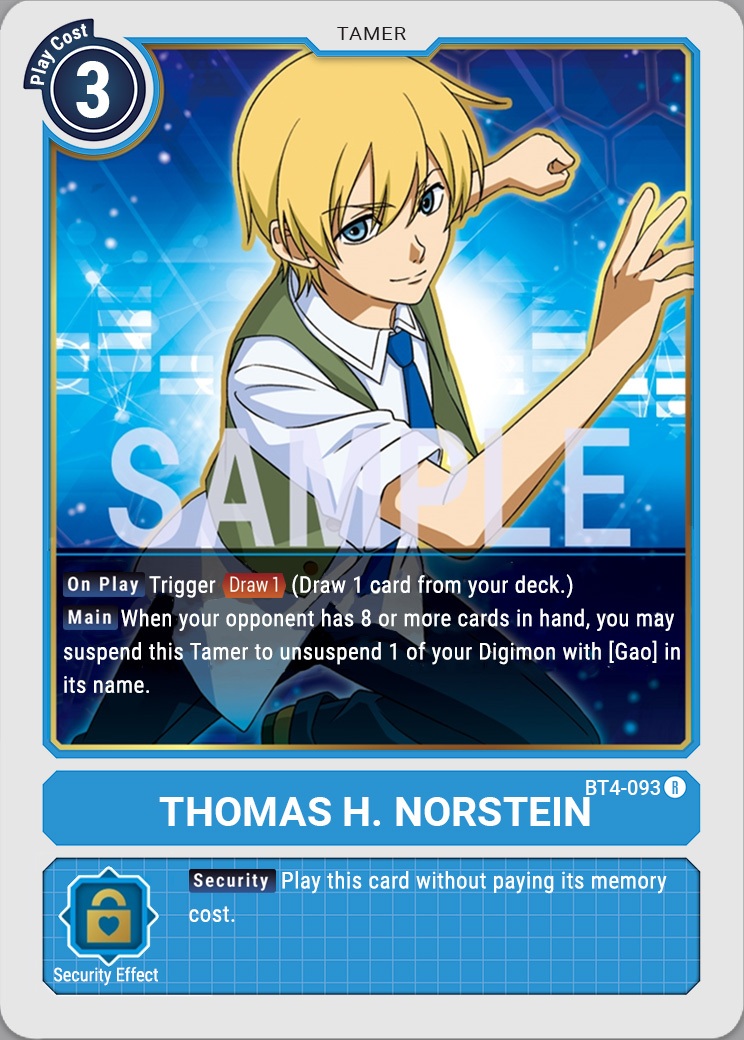 TAMER
Play Cost
3
SAMPLE
On Play Trigger Draw 1 (Draw 1 card from your deck.)
Main When your opponent has 8 or more cards in hand, you may
suspend this Tamer to unsuspend 1 of your Digimon with [Gao] in
its name.
BT4-093 R
THOMAS H. NORSTEIN
Security Play this card without paying its memory
cost.
Security Effect